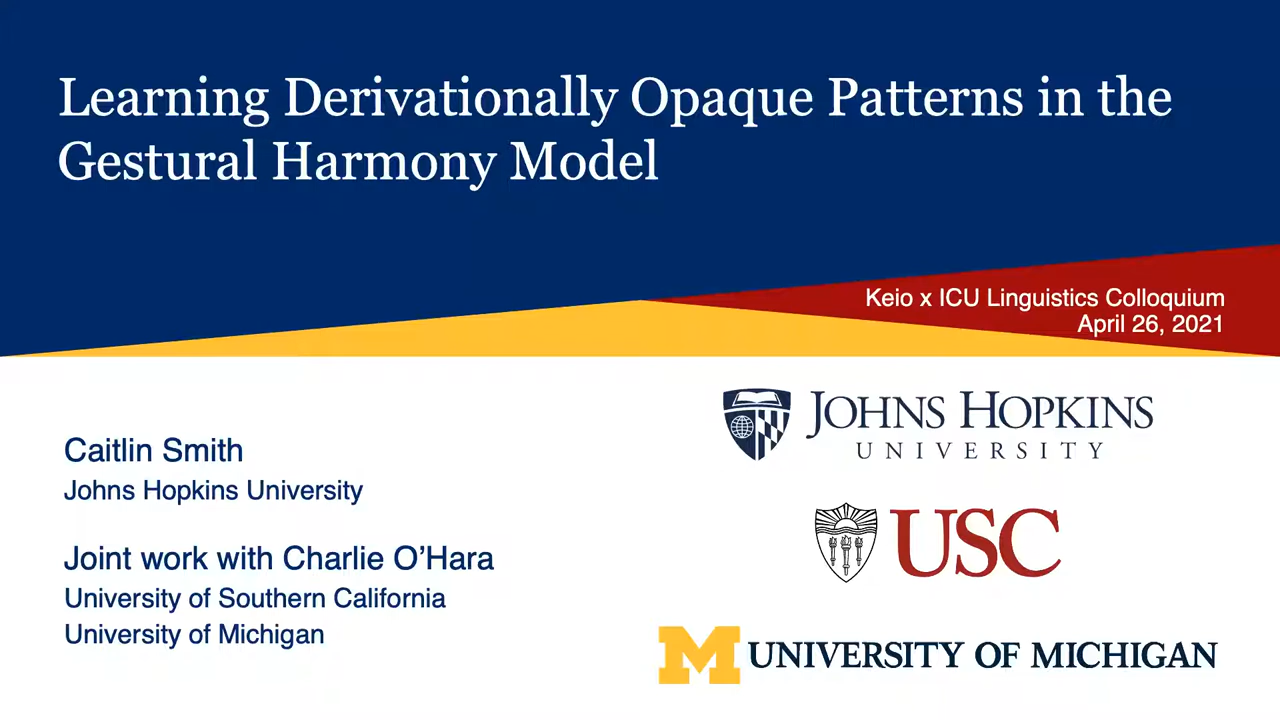 Learning Derivationally Opaque Patterns in the
Gestural Harmony Model
Keio x ICU Linguistics Colloquium
April 26, 2021
Caitlin Smith
Johns Hopkins University
Joint work with Charlie O’Hara
University of Southern California
University of Michigan
JOHNS HOPKINS
UNIVERSITY
USC
M UNIVERSITY OF MICHIGAN